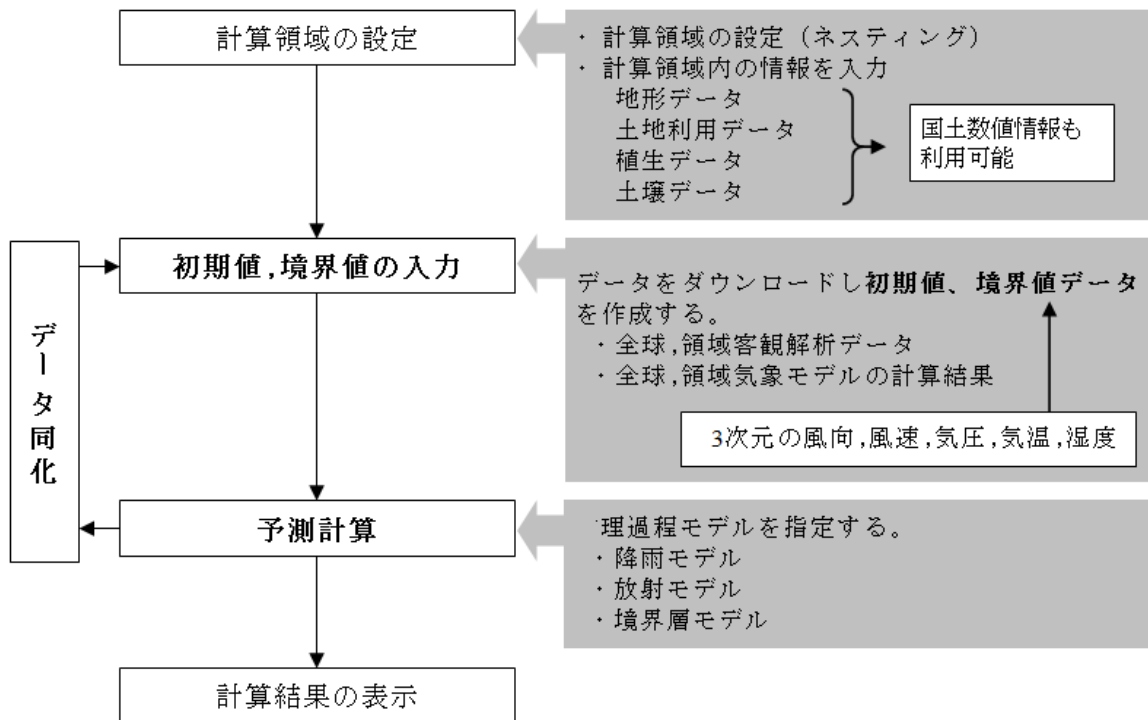 計算領域の設定
・ 計算領域の設定（ネスティング）
・ 計算領域内の情報を入力
地形データ
土地利用データ
植生データ
土壌データ
国土数値情報も
利用可能
初期値,境界値の入力
データをダウンロードし初期値、境界値データ
を作成する。
・全球,領域客観解析データ
・全球,領域気象モデルの計算結果
3次元の風向,風速,気圧,気温,湿度
データ同化
予測計算
理過程モデルを指定する。
・降雨モデル
・放射モデル
・境界層モデル
計算結果の表示